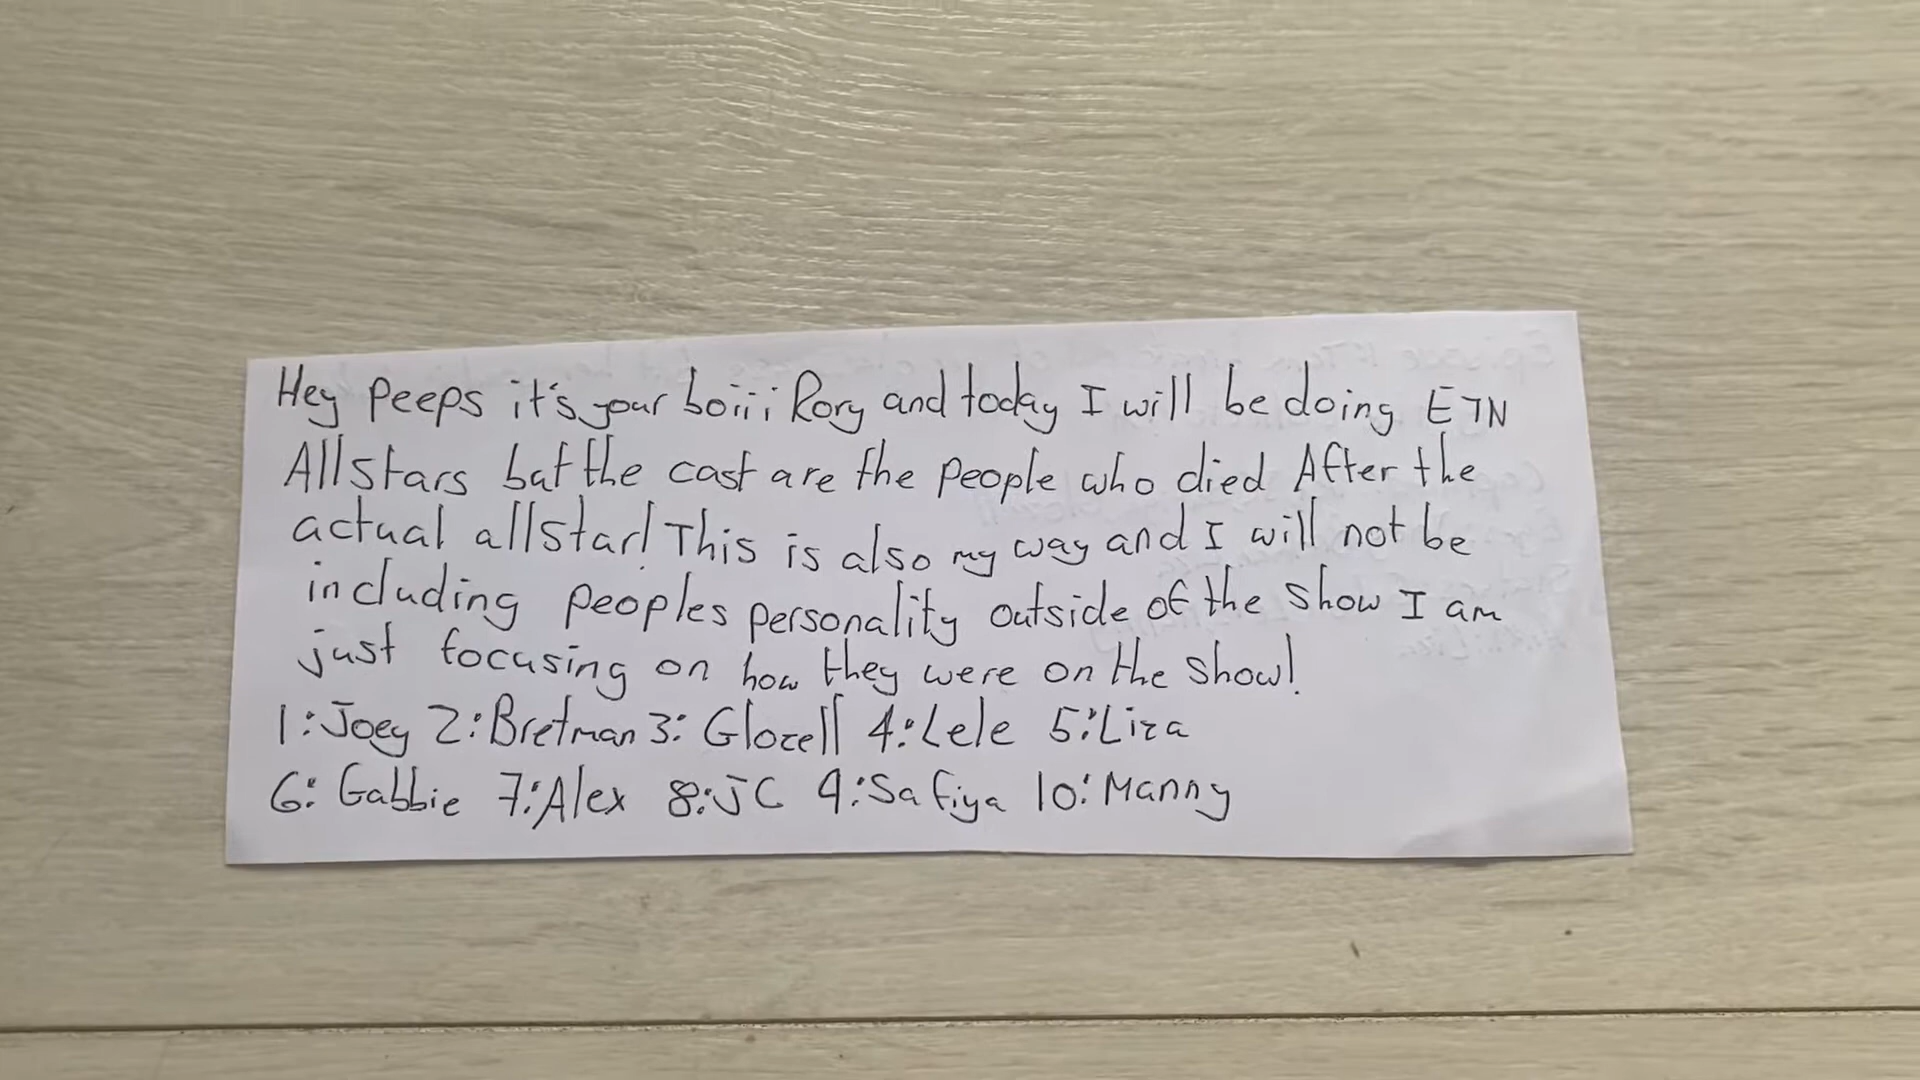 Hey Peeps it's your boiiii Rory and today I will be doing ETN
Allstars but the cast are the people who died After the
actual allstar! This is also my way and I will not be
including peoples personality outside of the show I am
just focusing on how they were on the show!
1:Joey 2:Bretman 3: Glozell 4:Lele 5:Liza
6: Gabbie 7:Alex 8:JC 9:Safiya 10:Manny